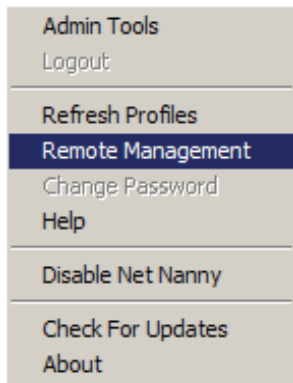 Admin Tools
Logout
Refresh Profiles
Remote Management
Change Password
Help
Disable Net Nanny
Check For Updates
About